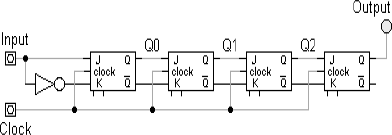 Output
Input
Q0
Q1
Q2
J Q
clock
K Q̅
J Q
clock
K Q̅
J Q
clock
K Q̅
J Q
clock
K Q̅
Clock